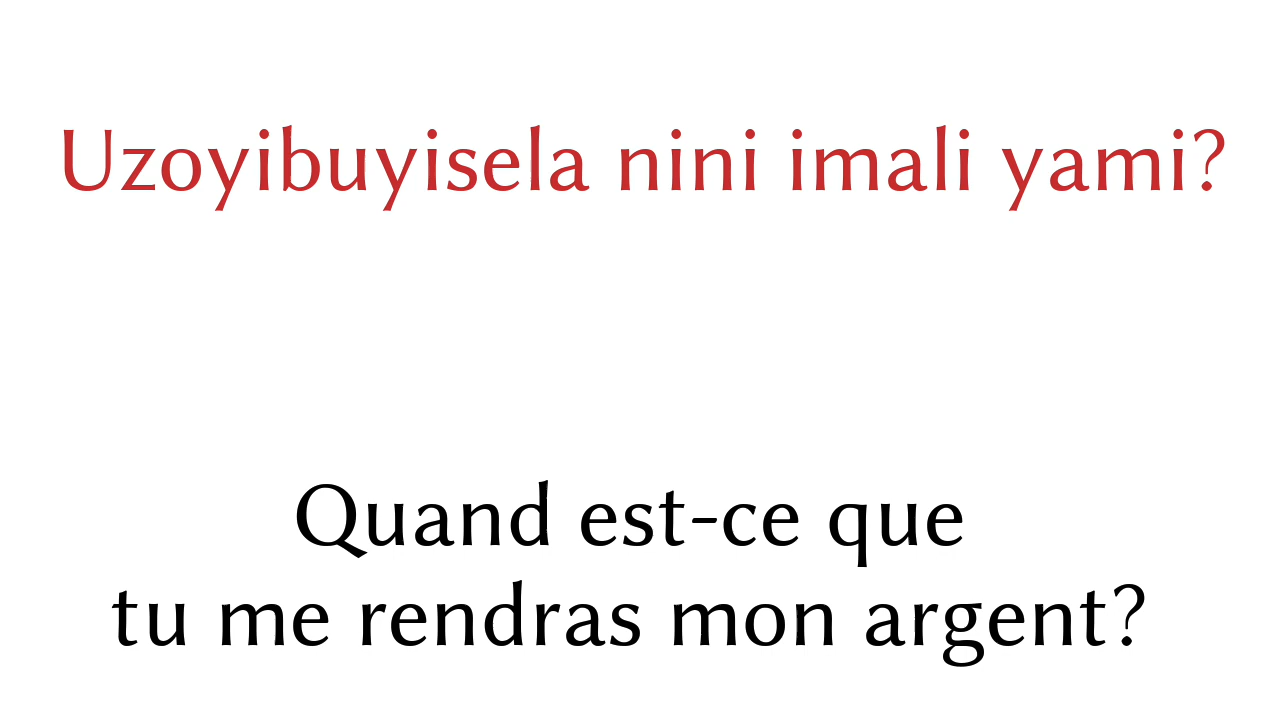 Uzoyibuyisela nini imali yami?
Quand est-ce que
tu me rendras mon argent?